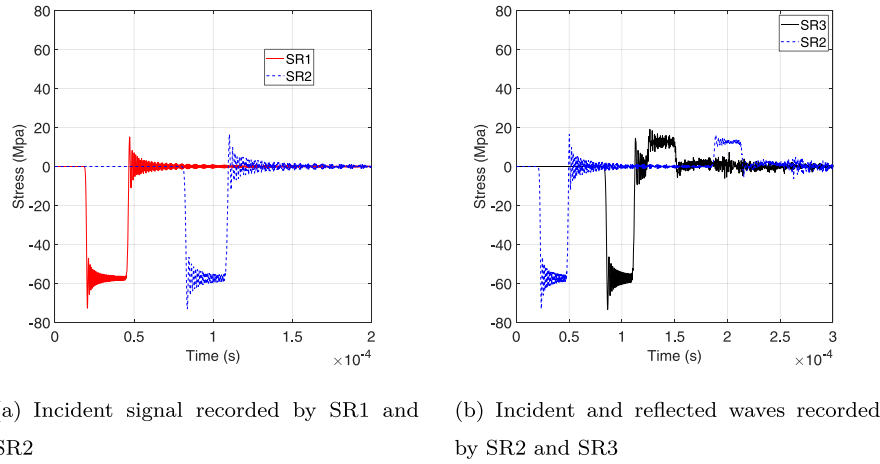 80
60
40
20
0
-20
-40
-60
-80
Stress (Mpa)
SR1
SR2
0 0.5 1 1.5 2
Time (s)
×10⁻⁴
80
60
40
20
0
-20
-40
-60
-80
Stress (Mpa)
SR3
SR2
0 0.5 1 1.5 2 2.5 3
Time (s)
×10⁻⁴
(a) Incident signal recorded by SR1 and
SR2
(b) Incident and reflected waves recorded
by SR2 and SR3